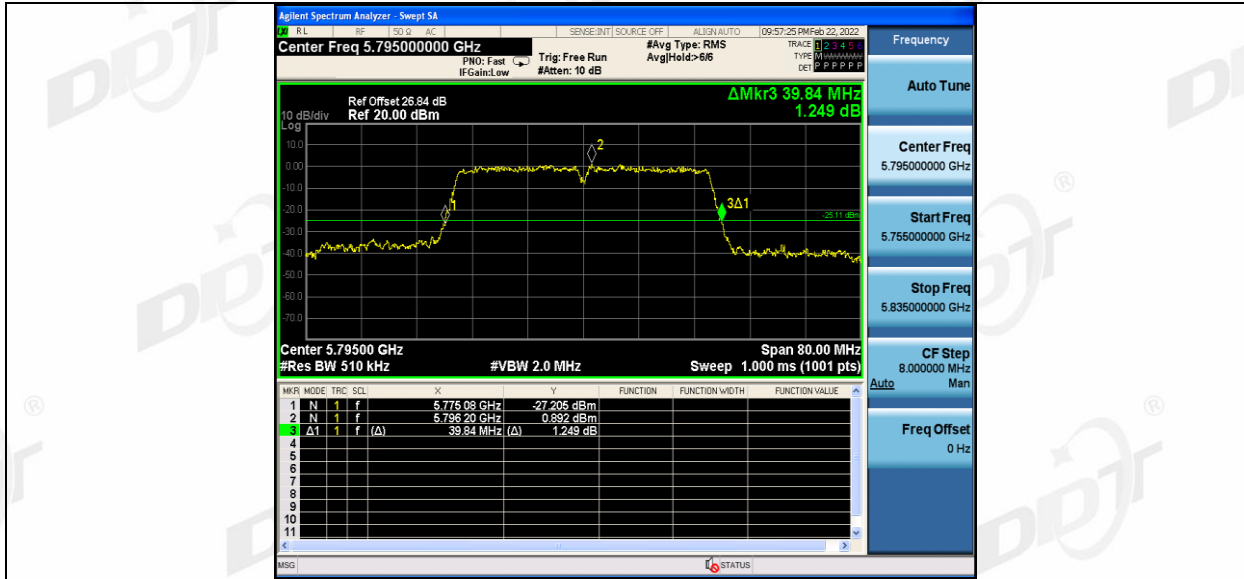 Agilent Spectrum Analyzer - Swept SA
RL RF 50 Ω AC SENSE:INT SOURCE OFF ALIGN AUTO 09:57:25 PM Feb 22, 2022
Center Freq 5.795000000 GHz
PNO: Fast
IFGain:Low
Trig: Free Run
#Atten: 10 dB
#Avg Type: RMS
Avg|Hold:>6/6
TRACE 1 2 3 4 5 6
TYPE M
DET P P P P P P
ΔMkr3 39.84 MHz
1.249 dB
Ref Offset 26.84 dB
10 dB/div Ref 20.00 dBm
Log
10.0
0.00
-10.0
-20.0
-30.0
-40.0
-50.0
-60.0
-70.0
1
2
3Δ1
-25.11 dBm
Center 5.79500 GHz Span 80.00 MHz
#Res BW 510 kHz #VBW 2.0 MHz Sweep 1.000 ms (1001 pts)
MKR MODE TRC SCL X Y FUNCTION FUNCTION WIDTH FUNCTION VALUE
1 N 1 f 5.775 08 GHz -27.205 dBm
2 N 1 f 5.796 20 GHz 0.892 dBm
3 Δ1 1 f (Δ) 39.84 MHz (Δ) 1.249 dB
4
5
6
7
8
9
10
11
MSG STATUS
Frequency
Auto Tune
Center Freq
5.795000000 GHz
Start Freq
5.755000000 GHz
Stop Freq
5.835000000 GHz
CF Step
8.000000 MHz
Auto Man
Freq Offset
0 Hz